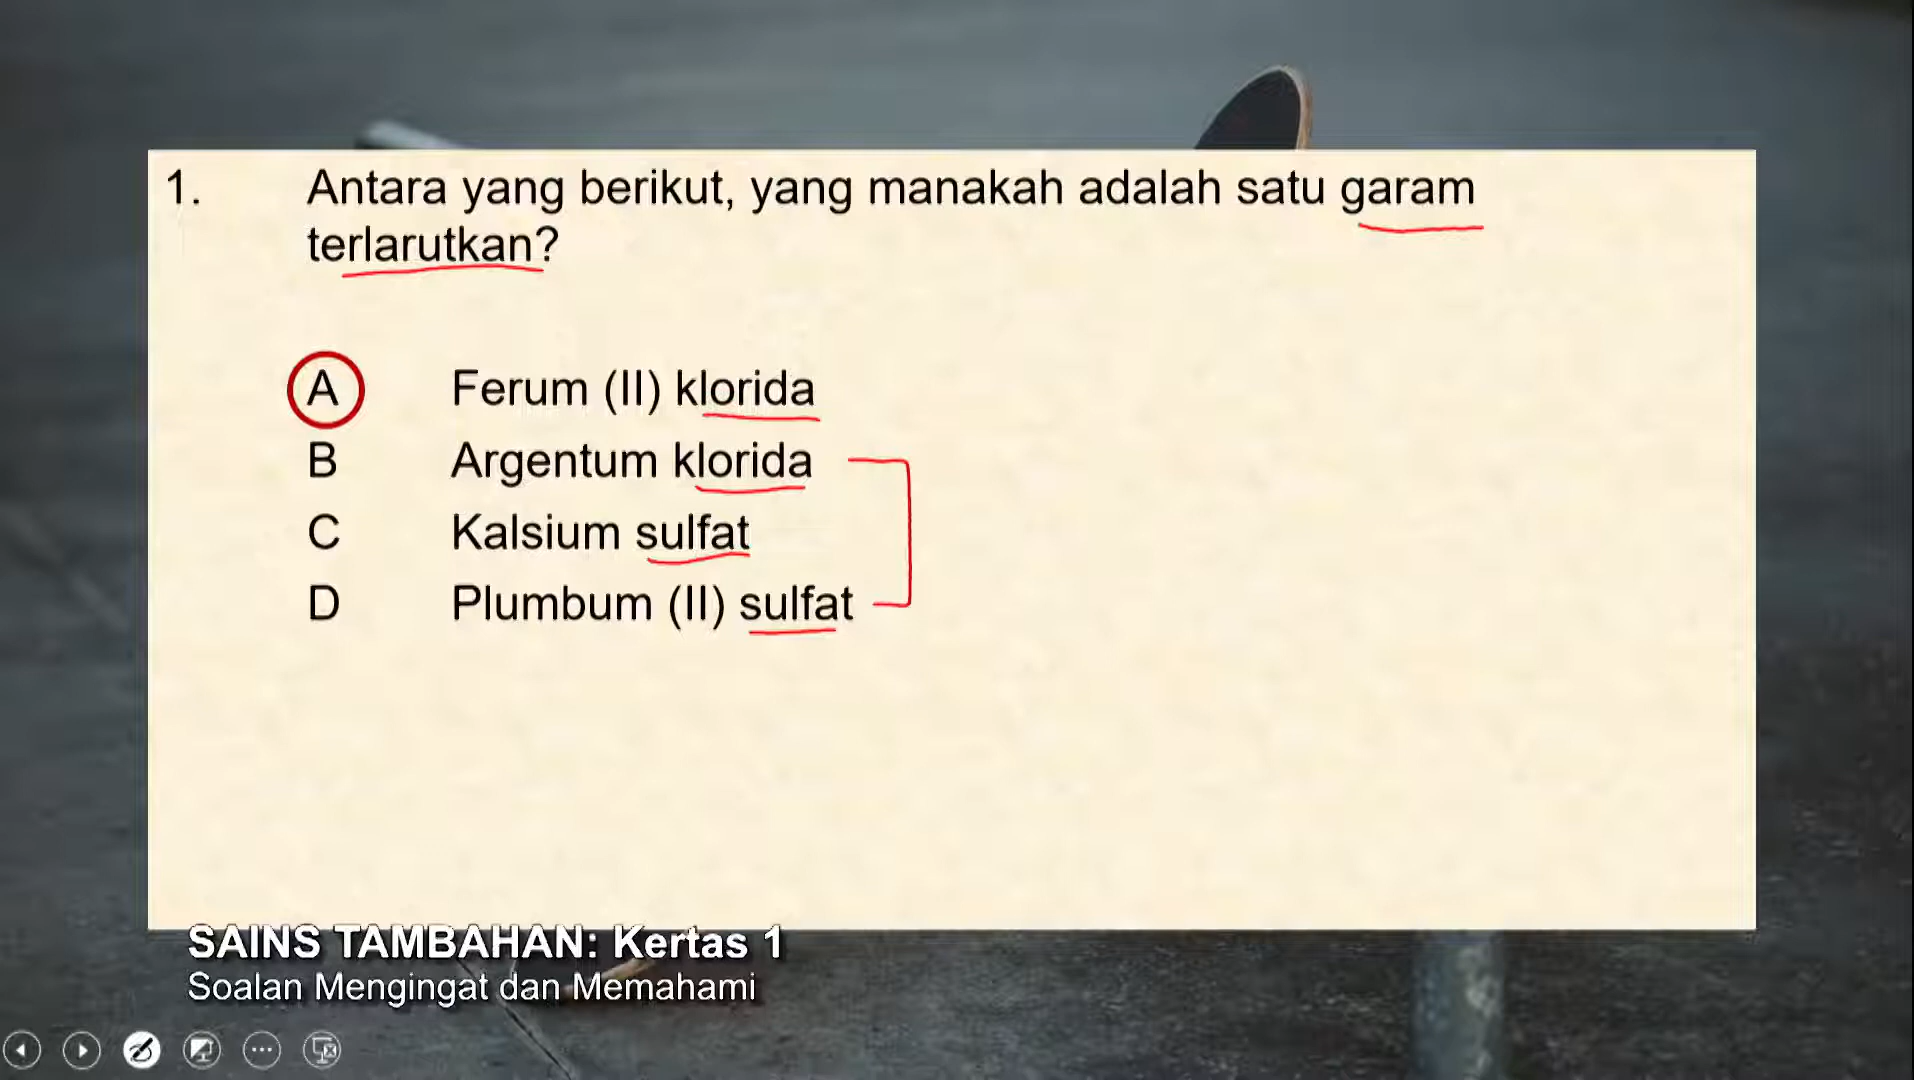 1. Antara yang berikut, yang manakah adalah satu garam
terlarutkan?
A Ferum (II) klorida
B Argentum klorida
C Kalsium sulfat
D Plumbum (II) sulfat
SAINS TAMBAHAN: Kertas 1
Soalan Mengingat dan Memahami